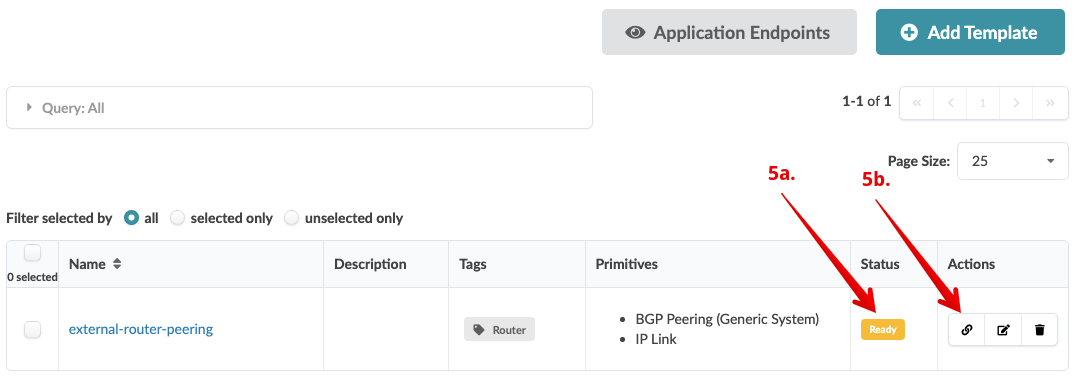 Application Endpoints
Add Template
Query: All
1-1 of 1
1
Page Size:
25
5a.
5b.
Filter selected by
all
selected only
unselected only
0 selected
Name
Description
Tags
Primitives
Status
Actions
external-router-peering
Router
BGP Peering (Generic System)
IP Link
Ready